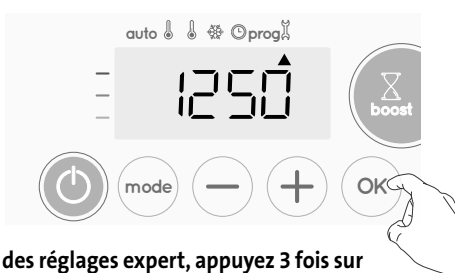 auto prog
1250
boost
mode
OK
des réglages expert, appuyez 3 fois sur